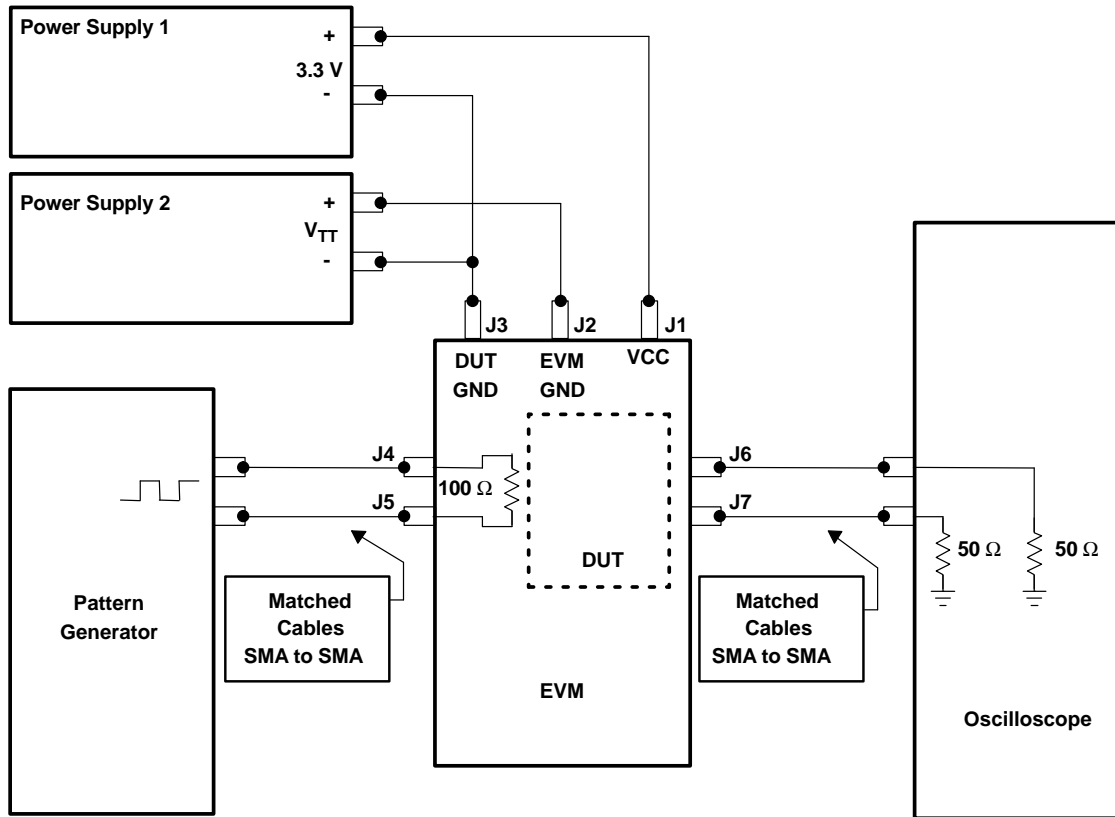 Power Supply 1
+
3.3 V
-
Power Supply 2
+
VTT
-
J3
J2
J1
DUT
GND
EVM
GND
VCC
J4
J5
100 Ω
DUT
J6
J7
50 Ω
50 Ω
Pattern
Generator
Matched
Cables
SMA to SMA
Matched
Cables
SMA to SMA
EVM
Oscilloscope